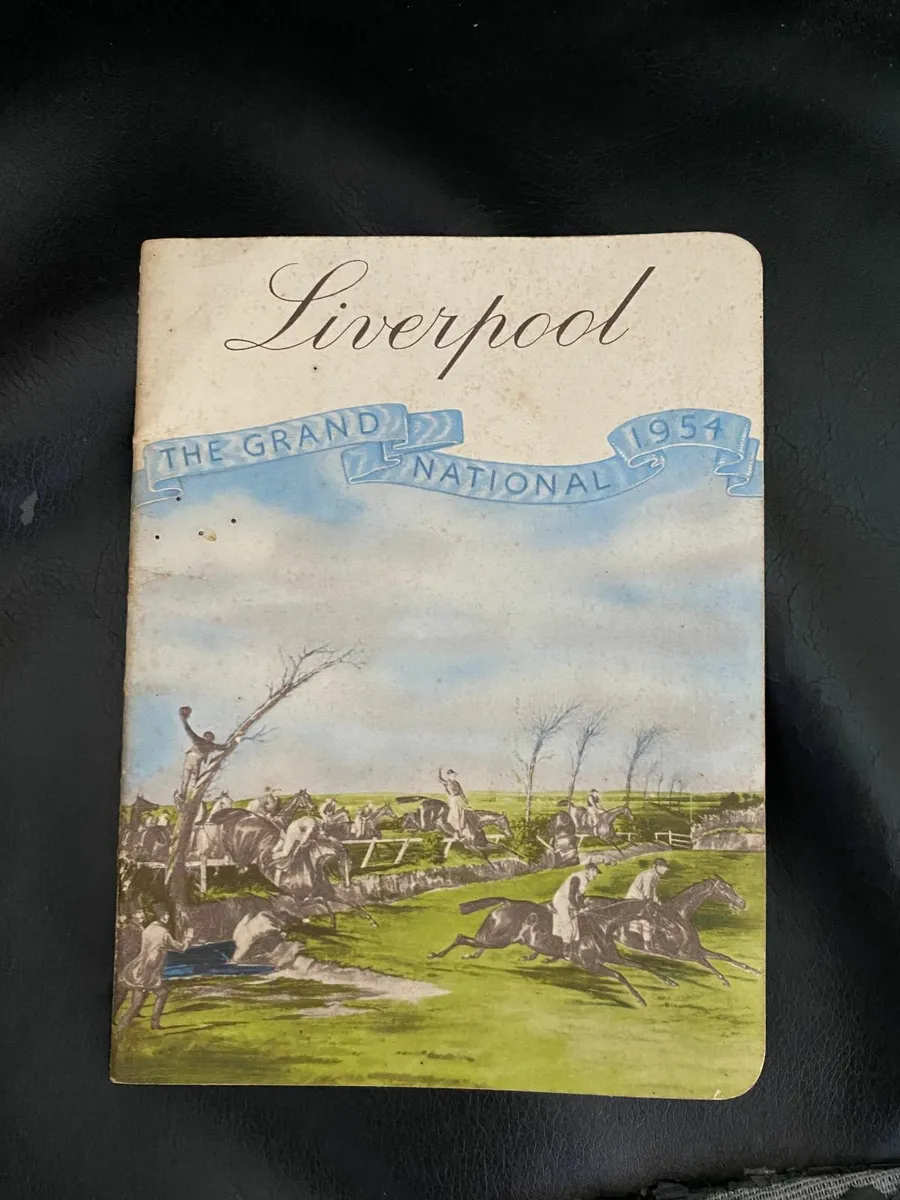 Liverpool
THE GRAND NATIONAL 1954